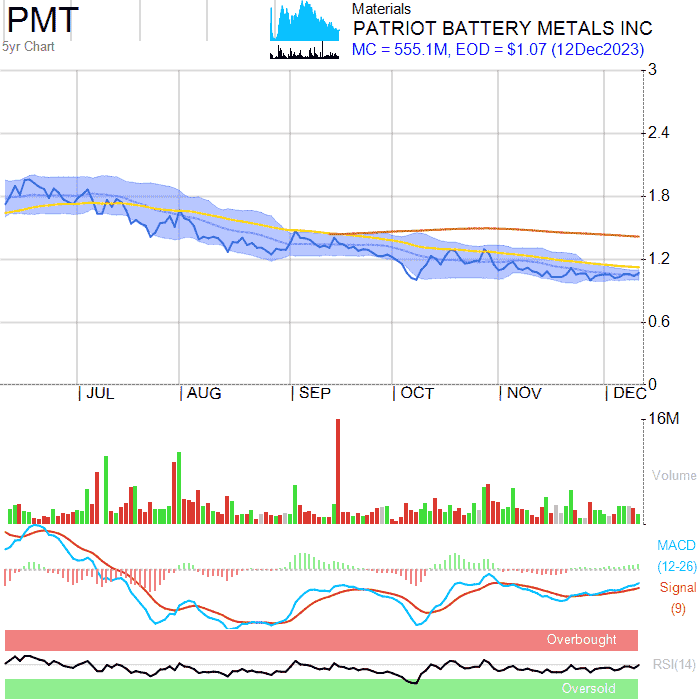 PMT
5yr Chart
Materials
PATRIOT BATTERY METALS INC
MC = 555.1M, EOD = $1.07 (12Dec2023)
3
2.4
1.8
1.2
0.6
0
JUL AUG SEP OCT NOV DEC
16M
Volume
MACD
(12-26)
Signal
(9)
Overbought
RSI(14)
Oversold